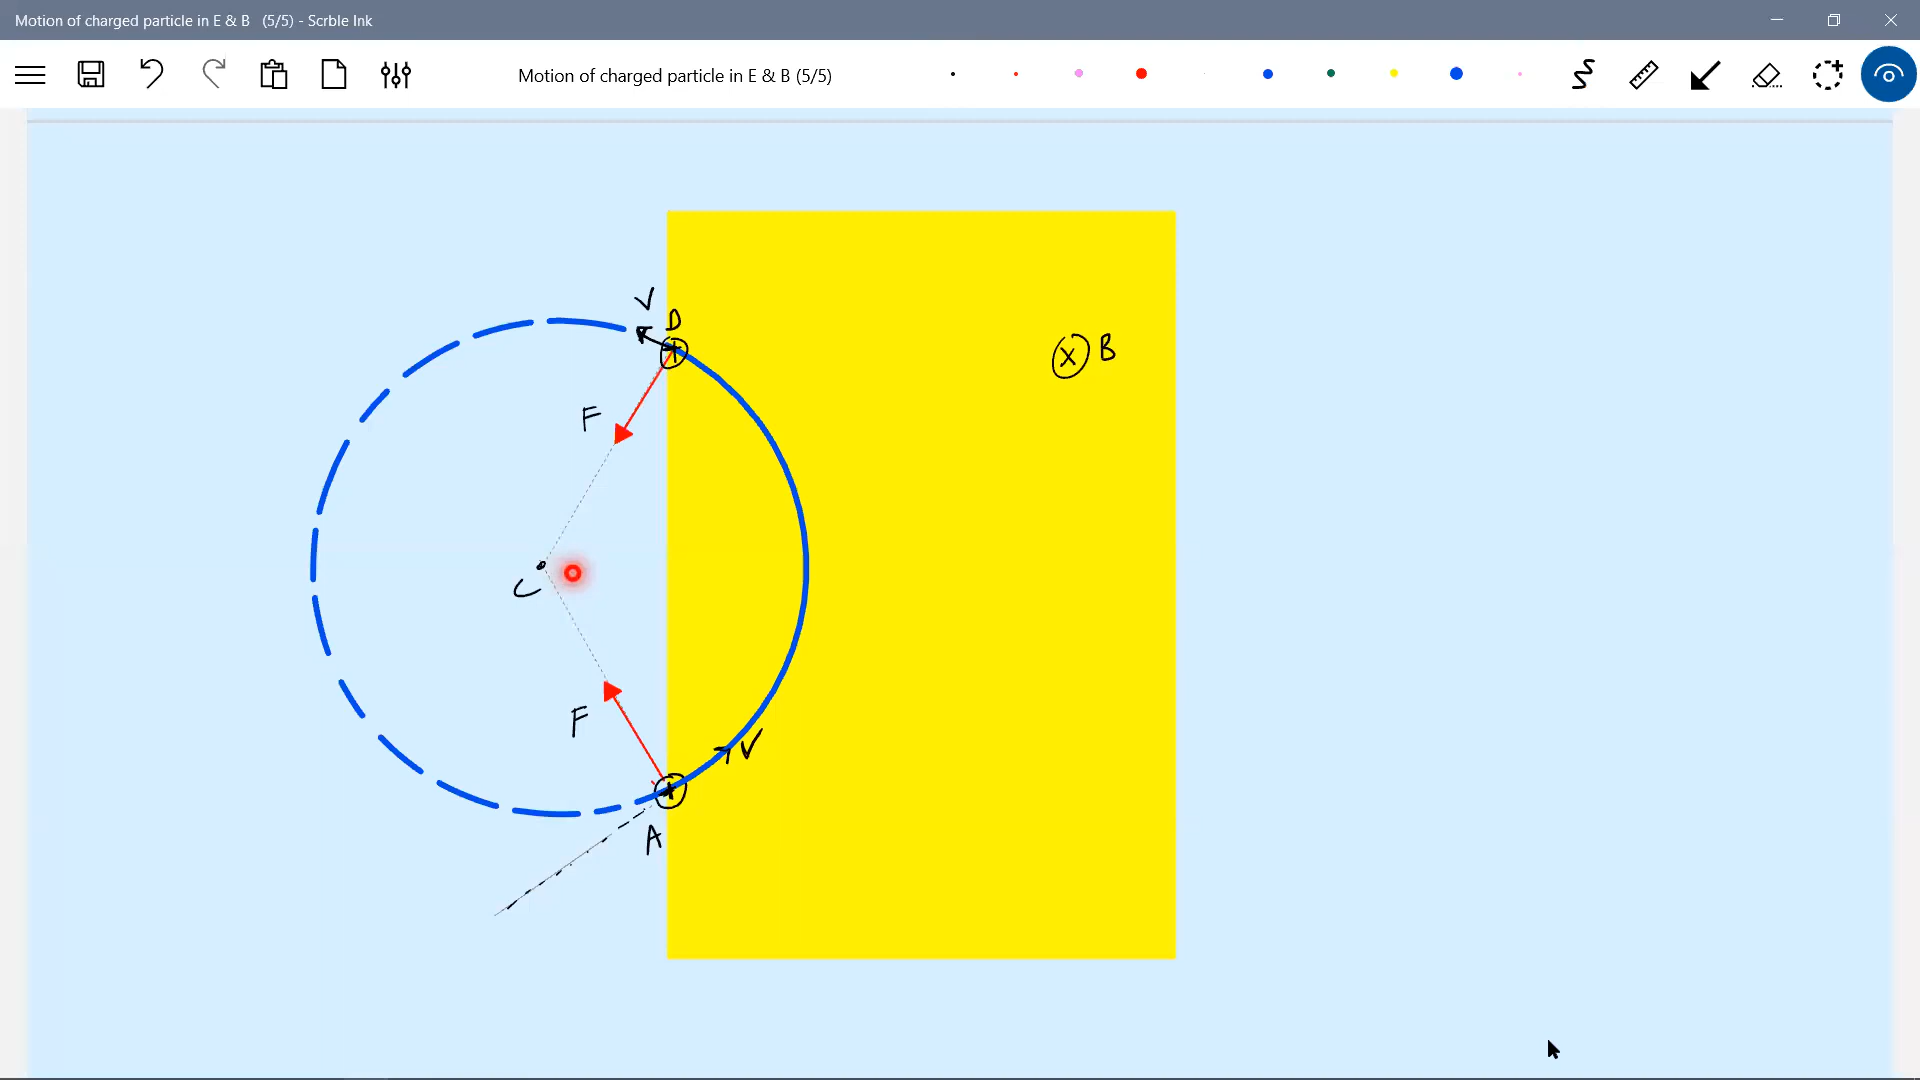 Motion of charged particle in E & B (5/5) - Scrble Ink
Motion of charged particle in E & B (5/5)
V
D
X B
F
C
F
V
A